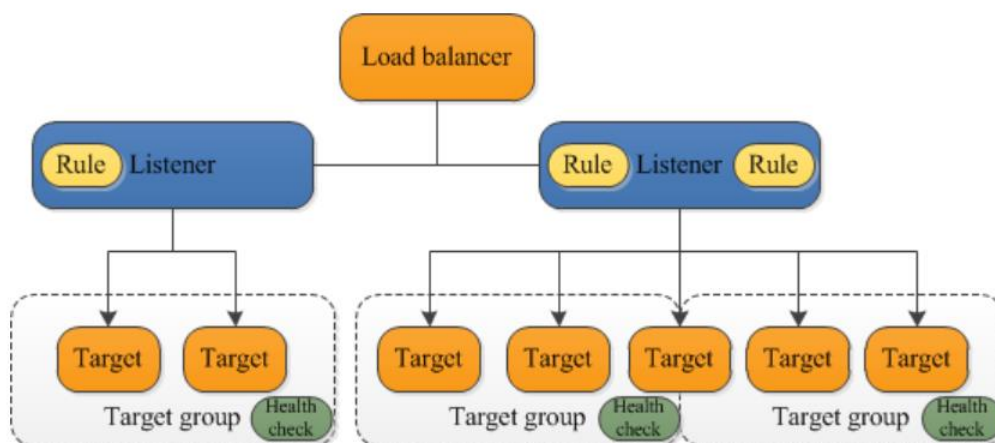 Load balancer
Rule Listener
Rule Listener Rule
Target Target
Target Target Target Target Target
Target group Health check
Target group Health check
Target group Health check